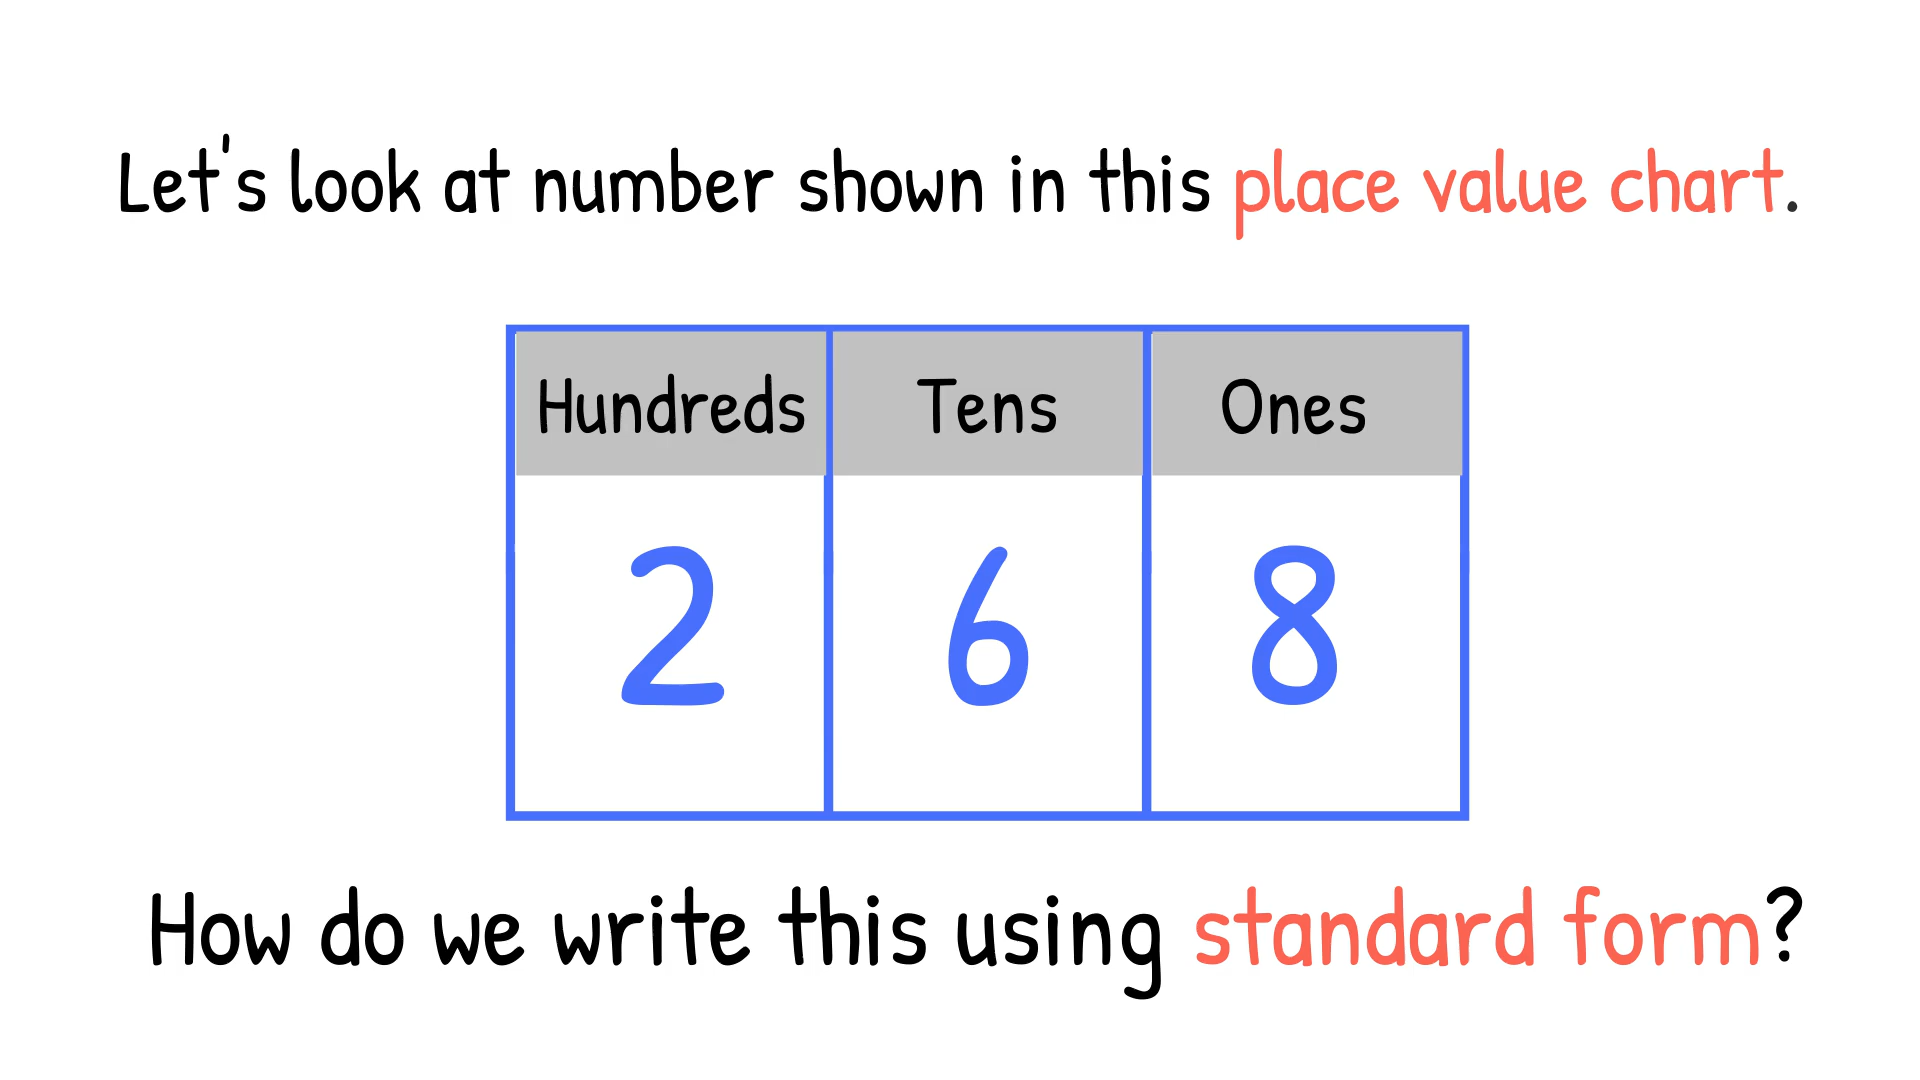 Let's look at number shown in this place value chart.
Hundreds Tens Ones
2 6 8
How do we write this using standard form?